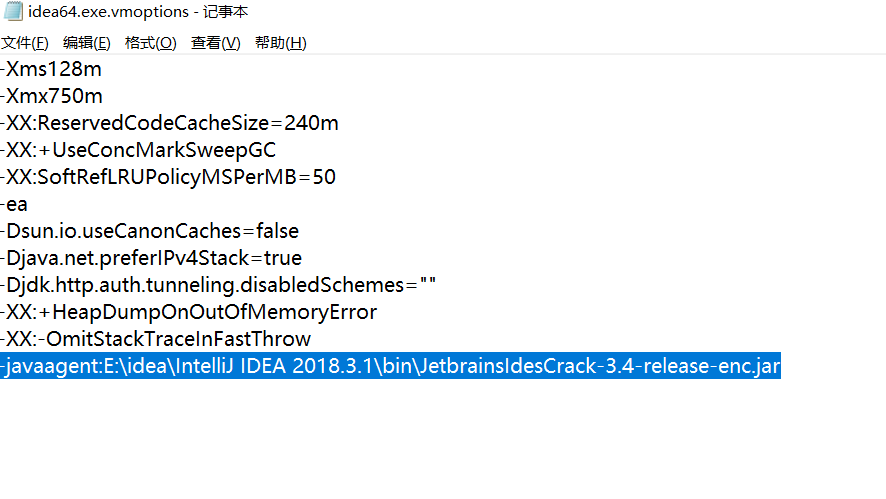 idea64.exe.vmoptions - 记事本
文件(F) 编辑(E) 格式(O) 查看(V) 帮助(H)
-Xms128m
-Xmx750m
-XX:ReservedCodeCacheSize=240m
-XX:+UseConcMarkSweepGC
-XX:SoftRefLRUPolicyMSPerMB=50
-ea
-Dsun.io.useCanonCaches=false
-Djava.net.preferIPv4Stack=true
-Djdk.http.auth.tunneling.disabledSchemes=""
-XX:+HeapDumpOnOutOfMemoryError
-XX:-OmitStackTraceInFastThrow
-javaagent:E:\idea\IntelliJ IDEA 2018.3.1\bin\JetbrainsIdesCrack-3.4-release-enc.jar